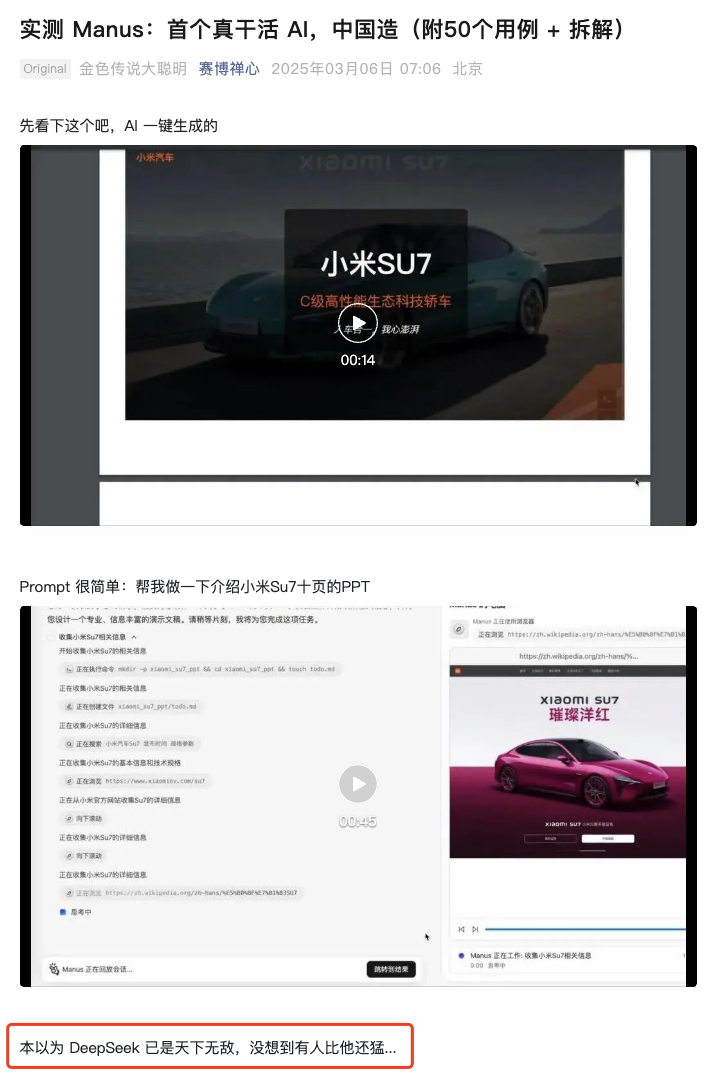 实测 Manus：首个真干活 AI，中国造（附50个用例 + 拆解）
Original 金色传说大聪明 赛博禅心 2025年03月06日 07:06 北京
先看下这个吧，AI 一键生成的
小米汽车
XIAOMI SU7
小米SU7
C级高性能生态科技轿车
人车合一，我心澎湃
00:14
Prompt 很简单：帮我做一下介绍小米Su7十页的PPT
您设计一个专业、信息丰富的演示文稿。请稍等片刻，我将为您完成这项任务。
收集小米Su7相关信息
开始收集小米Su7的相关信息
正在执行命令 mkdir -p xiaomi_su7_ppt && cd xiaomi_su7_ppt && touch todo.md
正在收集小米Su7的相关信息
正在创建文件 xiaomi_su7_ppt/todo.md
正在收集小米Su7的详细信息
正在搜索 小米汽车Su7 发布时间 规格参数
正在收集小米Su7的基本信息和技术规格
正在浏览 https://www.xiaomiev.com/su7
正在从小米官方网站收集Su7的详细信息
向下滚动
正在收集小米Su7的详细信息
向下滚动
正在收集小米Su7的详细信息
正在浏览 https://zh.wikipedia.org/zh-hans/%E5%B0%8F%E7%B1%B3SU7
思考中
00:45
Manus 正在回放会话...
跳转到结果
Manus 正在使用浏览器
正在浏览 https://zh.wikipedia.org/zh-hans/%E5%B0%8F%E7%B1%B
https://zh.wikipedia.org/zh-hans/%...
XIAOMI SU7
璀璨洋红
Manus 正在工作: 收集小米Su7相关信息
0:00 思考中
本以为 DeepSeek 已是天下无敌，没想到有人比他还猛...